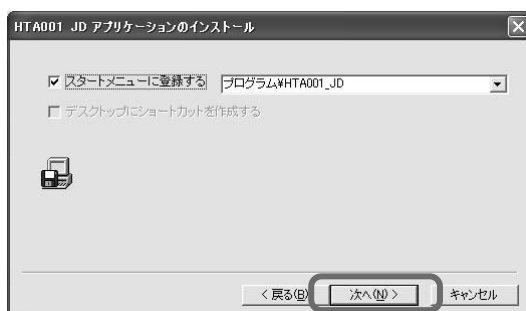 HTA001 JD アプリケーションのインストール
スタートメニューに登録する プログラム¥HTA001_JD
デスクトップにショートカットを作成する
< 戻る(B) 次へ(N) > キャンセル